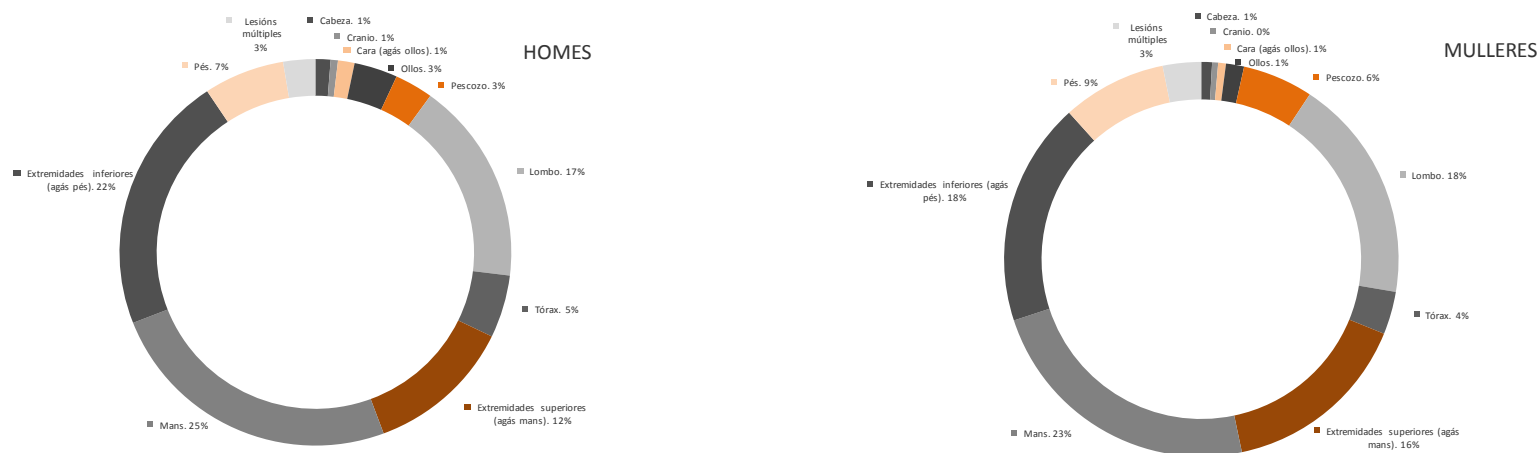 HOMES
Lesións
múltiples
3%
Cabeza. 1%
Cranio. 1%
Cara (agás ollos). 1%
Ollos. 3%
Pescozo. 3%
Pés. 7%
Lombo. 17%
Extremidades inferiores
(agás pés). 22%
Tórax. 5%
Extremidades superiores
(agás mans). 12%
Mans. 25%
MULLERES
Lesións
múltiples
3%
Cabeza. 1%
Cranio. 0%
Cara (agás ollos). 1%
Ollos. 1%
Pescozo. 6%
Pés. 9%
Lombo. 18%
Extremidades inferiores (agás
pés). 18%
Tórax. 4%
Extremidades superiores (agás
mans). 16%
Mans. 23%